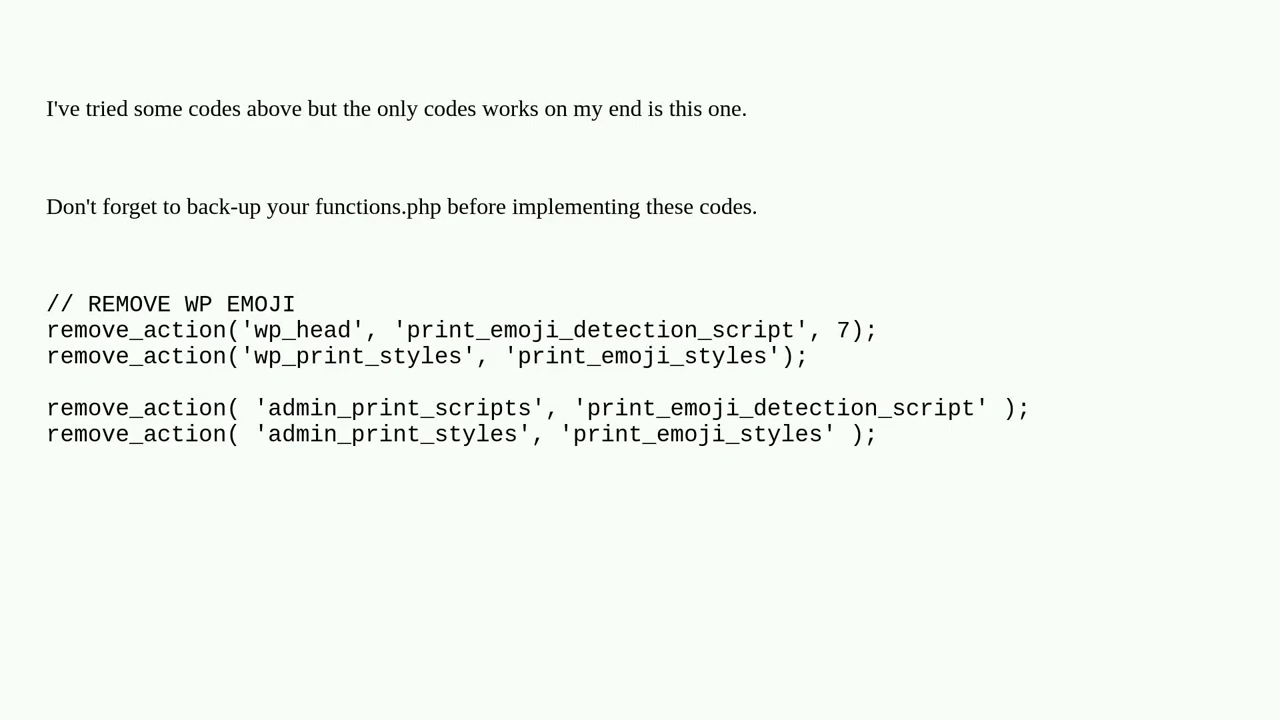 I've tried some codes above but the only codes works on my end is this one.
Don't forget to back-up your functions.php before implementing these codes.
// REMOVE WP EMOJI
remove_action('wp_head', 'print_emoji_detection_script', 7);
remove_action('wp_print_styles', 'print_emoji_styles');
remove_action( 'admin_print_scripts', 'print_emoji_detection_script' );
remove_action( 'admin_print_styles', 'print_emoji_styles' );